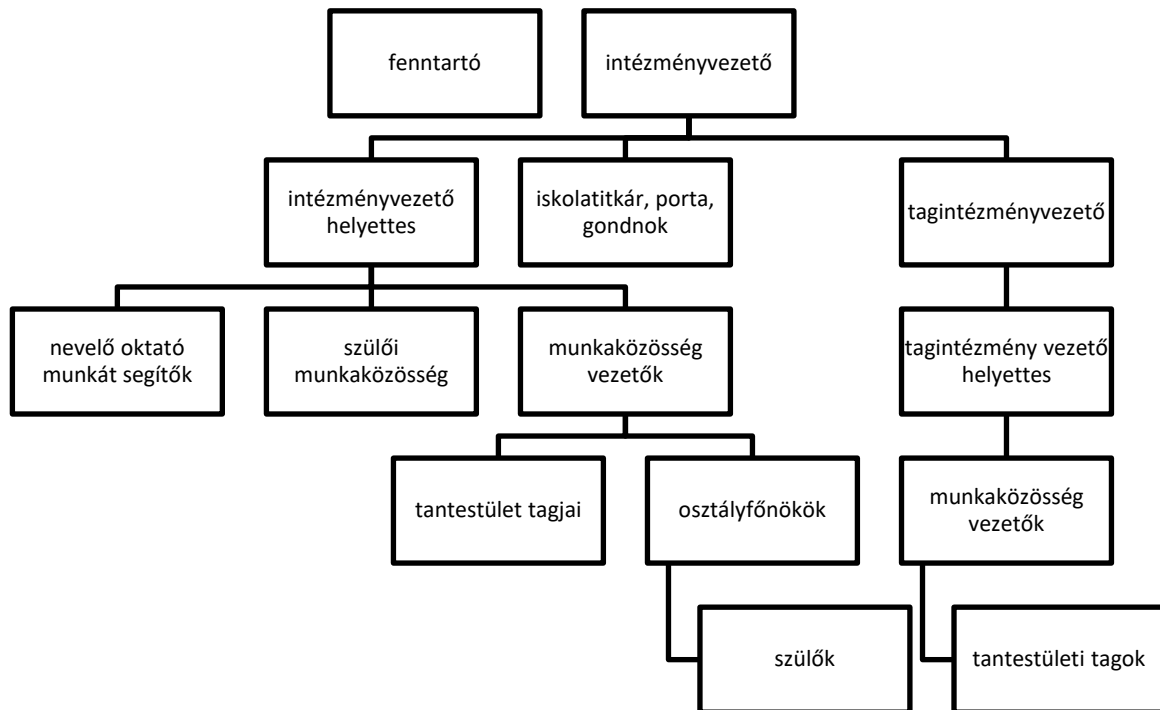 fenntartó
intézményvezető
intézményvezető
helyettes
iskolatitkár, porta,
gondnok
tagintézményvezető
nevelő oktató
munkát segítők
szülői
munkaközösség
munkaközösség
vezetők
tagintézmény vezető
helyettes
tantestület tagjai
osztályfőnökök
munkaközösség
vezetők
szülők
tantestületi tagok